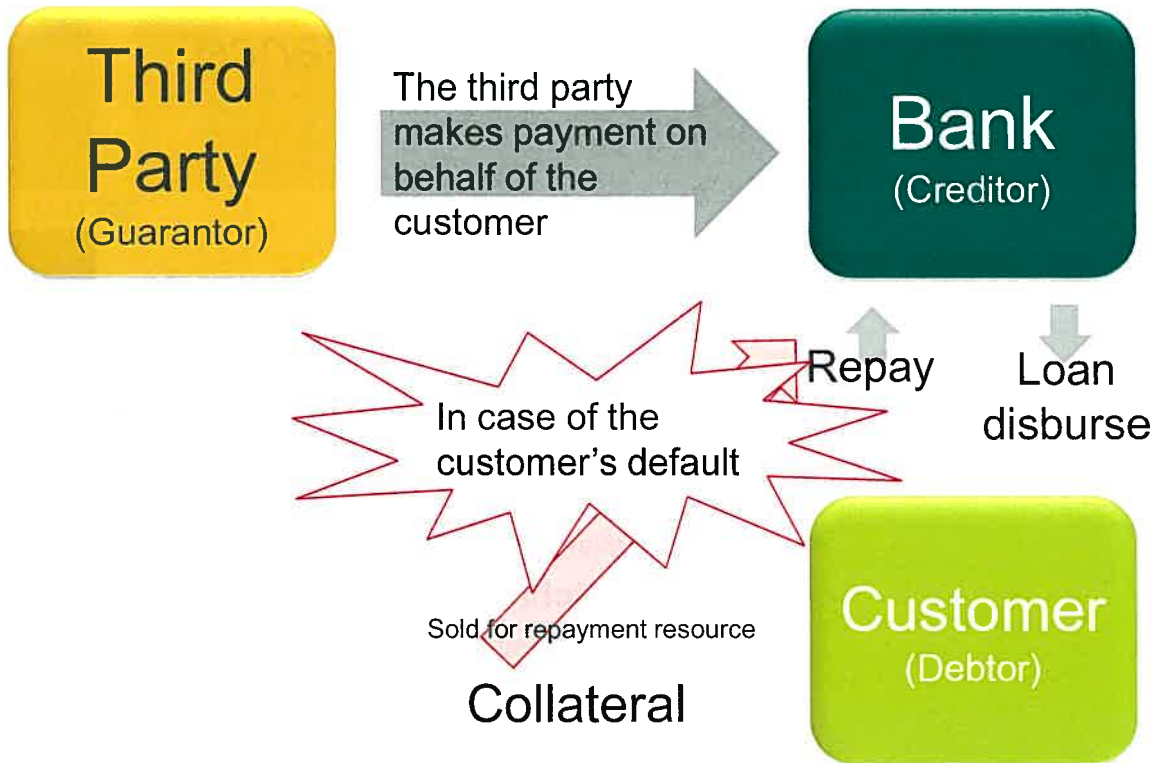 Third
Party
(Guarantor)
The third party
makes payment on
behalf of the
customer
Bank
(Creditor)
Repay
Loan
disburse
In case of the
customer's default
Sold for repayment resource
Collateral
Customer
(Debtor)